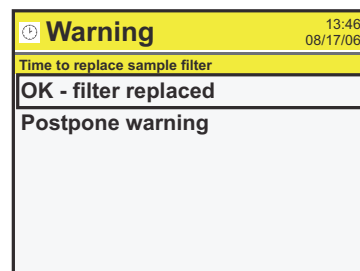 Warning
13:46
08/17/06
Time to replace sample filter
OK - filter replaced
Postpone warning